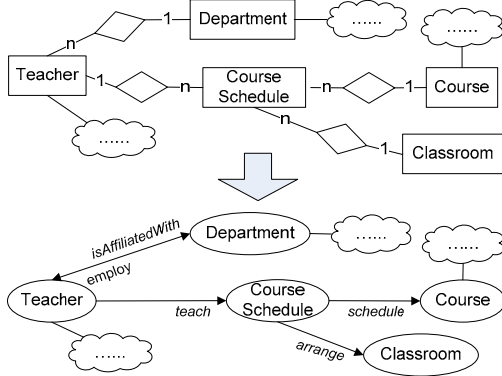 Department
......
......
n
1
Teacher
1
n
Course
Schedule
n
1
Course
n
1
Classroom
......
isAffiliatedWith
employ
Department
......
......
Teacher
teach
Course
Schedule
schedule
Course
arrange
Classroom
......